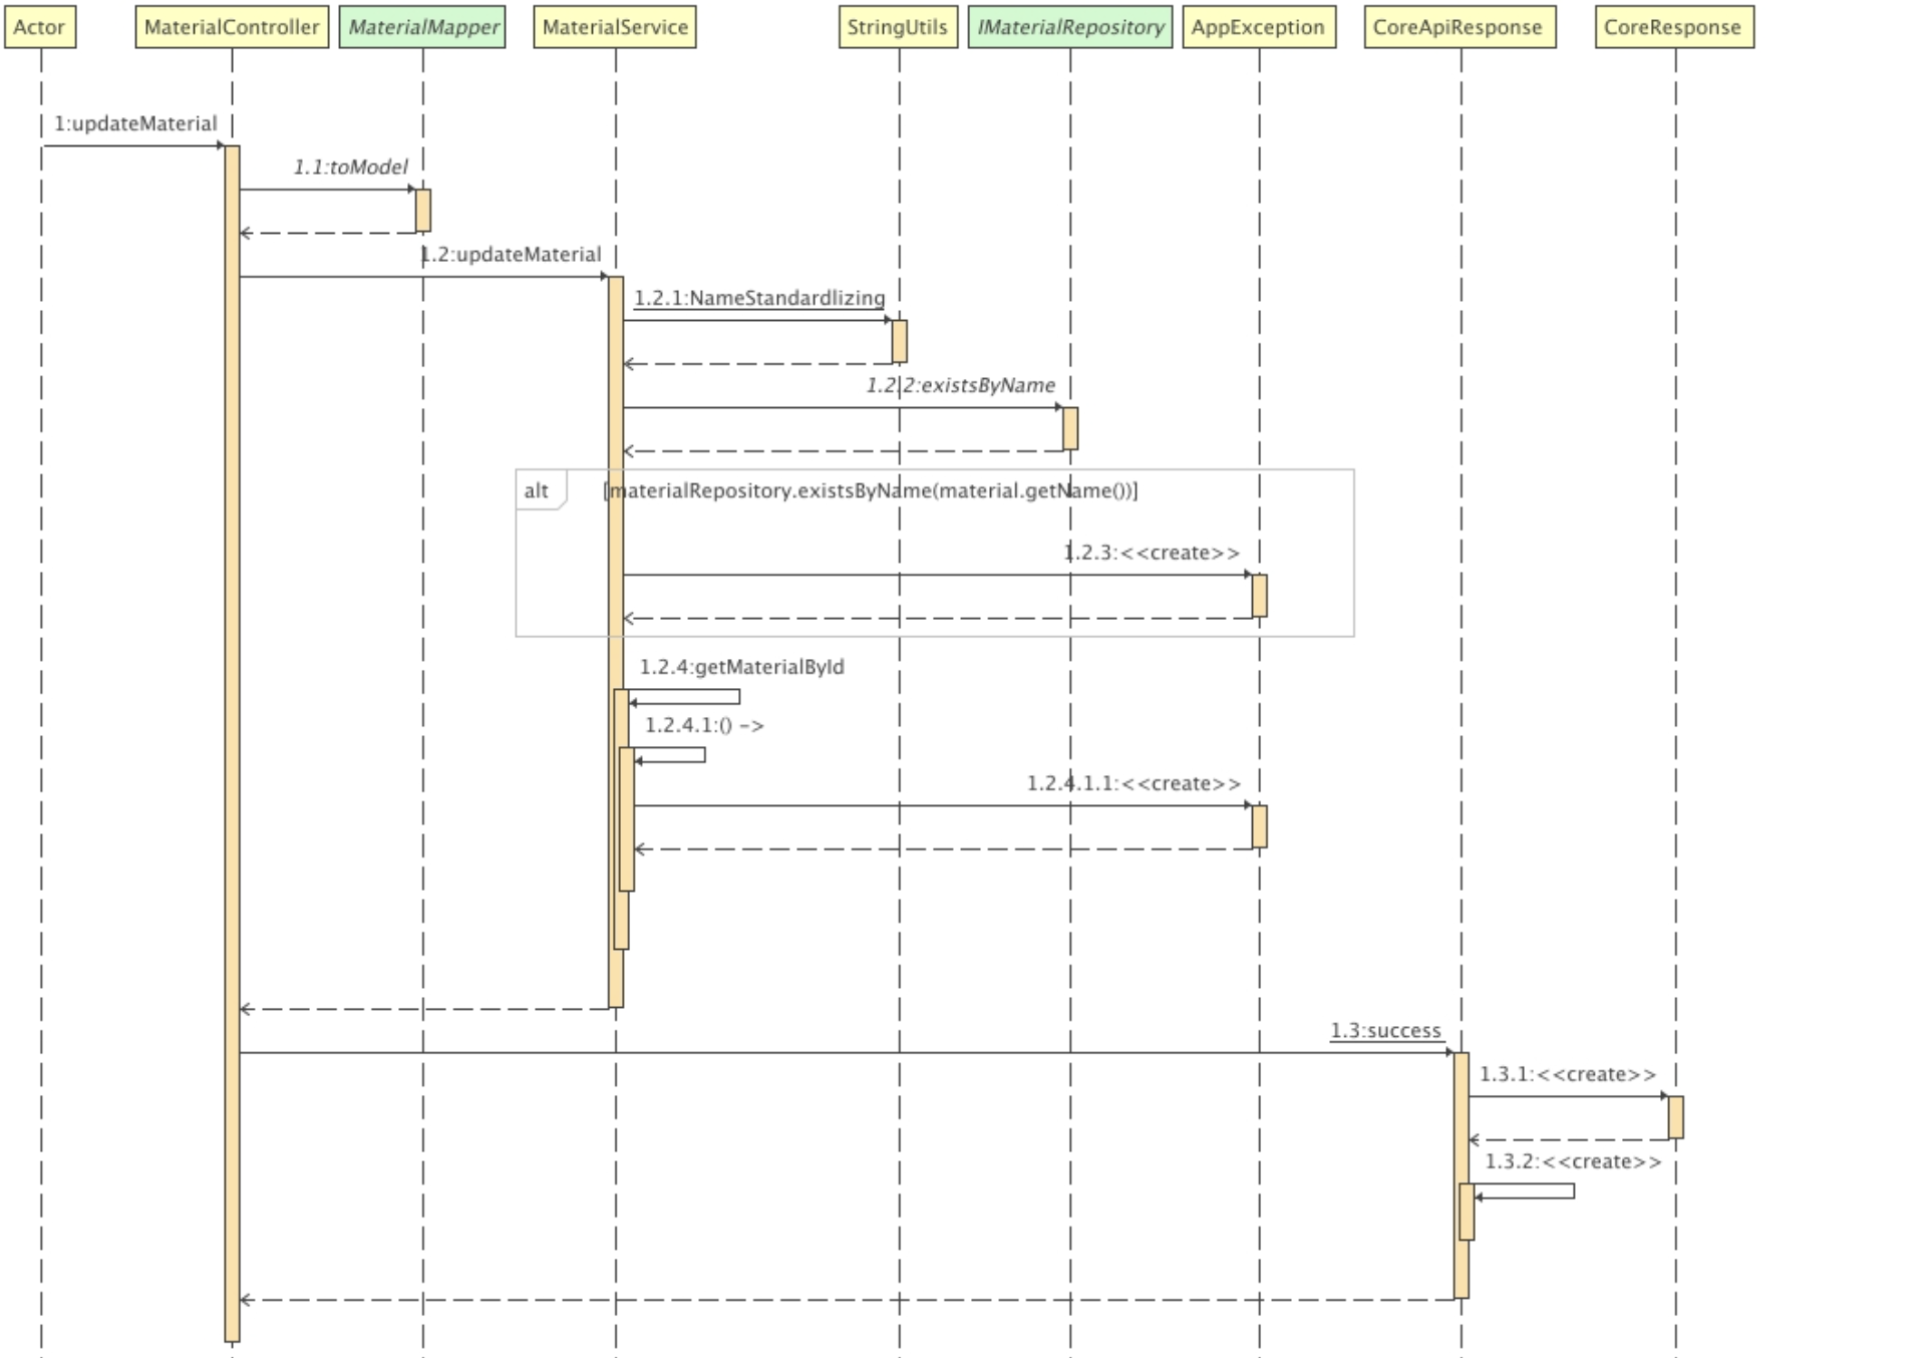 Actor MaterialController MaterialMapper MaterialService StringUtils IMaterialRepository AppException CoreApiResponse CoreResponse
1:updateMaterial
1.1:toModel
1.2:updateMaterial
1.2.1:NameStandardlizing
1.2.2:existsByName
alt [materialRepository.existsByName(material.getName())]
1.2.3:<<create>>
1.2.4:getMaterialById
1.2.4.1:() ->
1.2.4.1.1:<<create>>
1.3:success
1.3.1:<<create>>
1.3.2:<<create>>